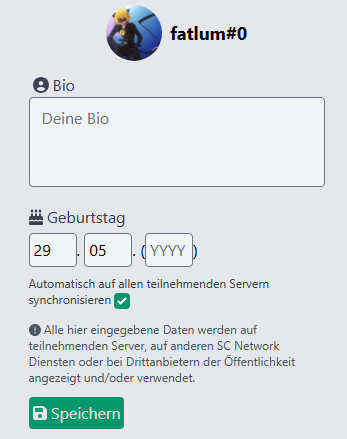 fatlum#0
Bio
Deine Bio
Geburtstag
29. 05. (YYYY)
Automatisch auf allen teilnehmenden Servern
synchronisieren
Alle hier eingegebene Daten werden auf
teilnehmenden Server, auf anderen SC Network
Diensten oder bei Drittanbietern der Öffentlichkeit
angezeigt und/oder verwendet.
Speichern